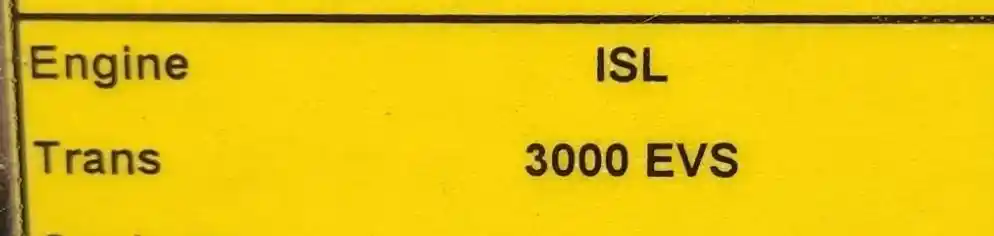 Engine ISL
Trans 3000 EVS